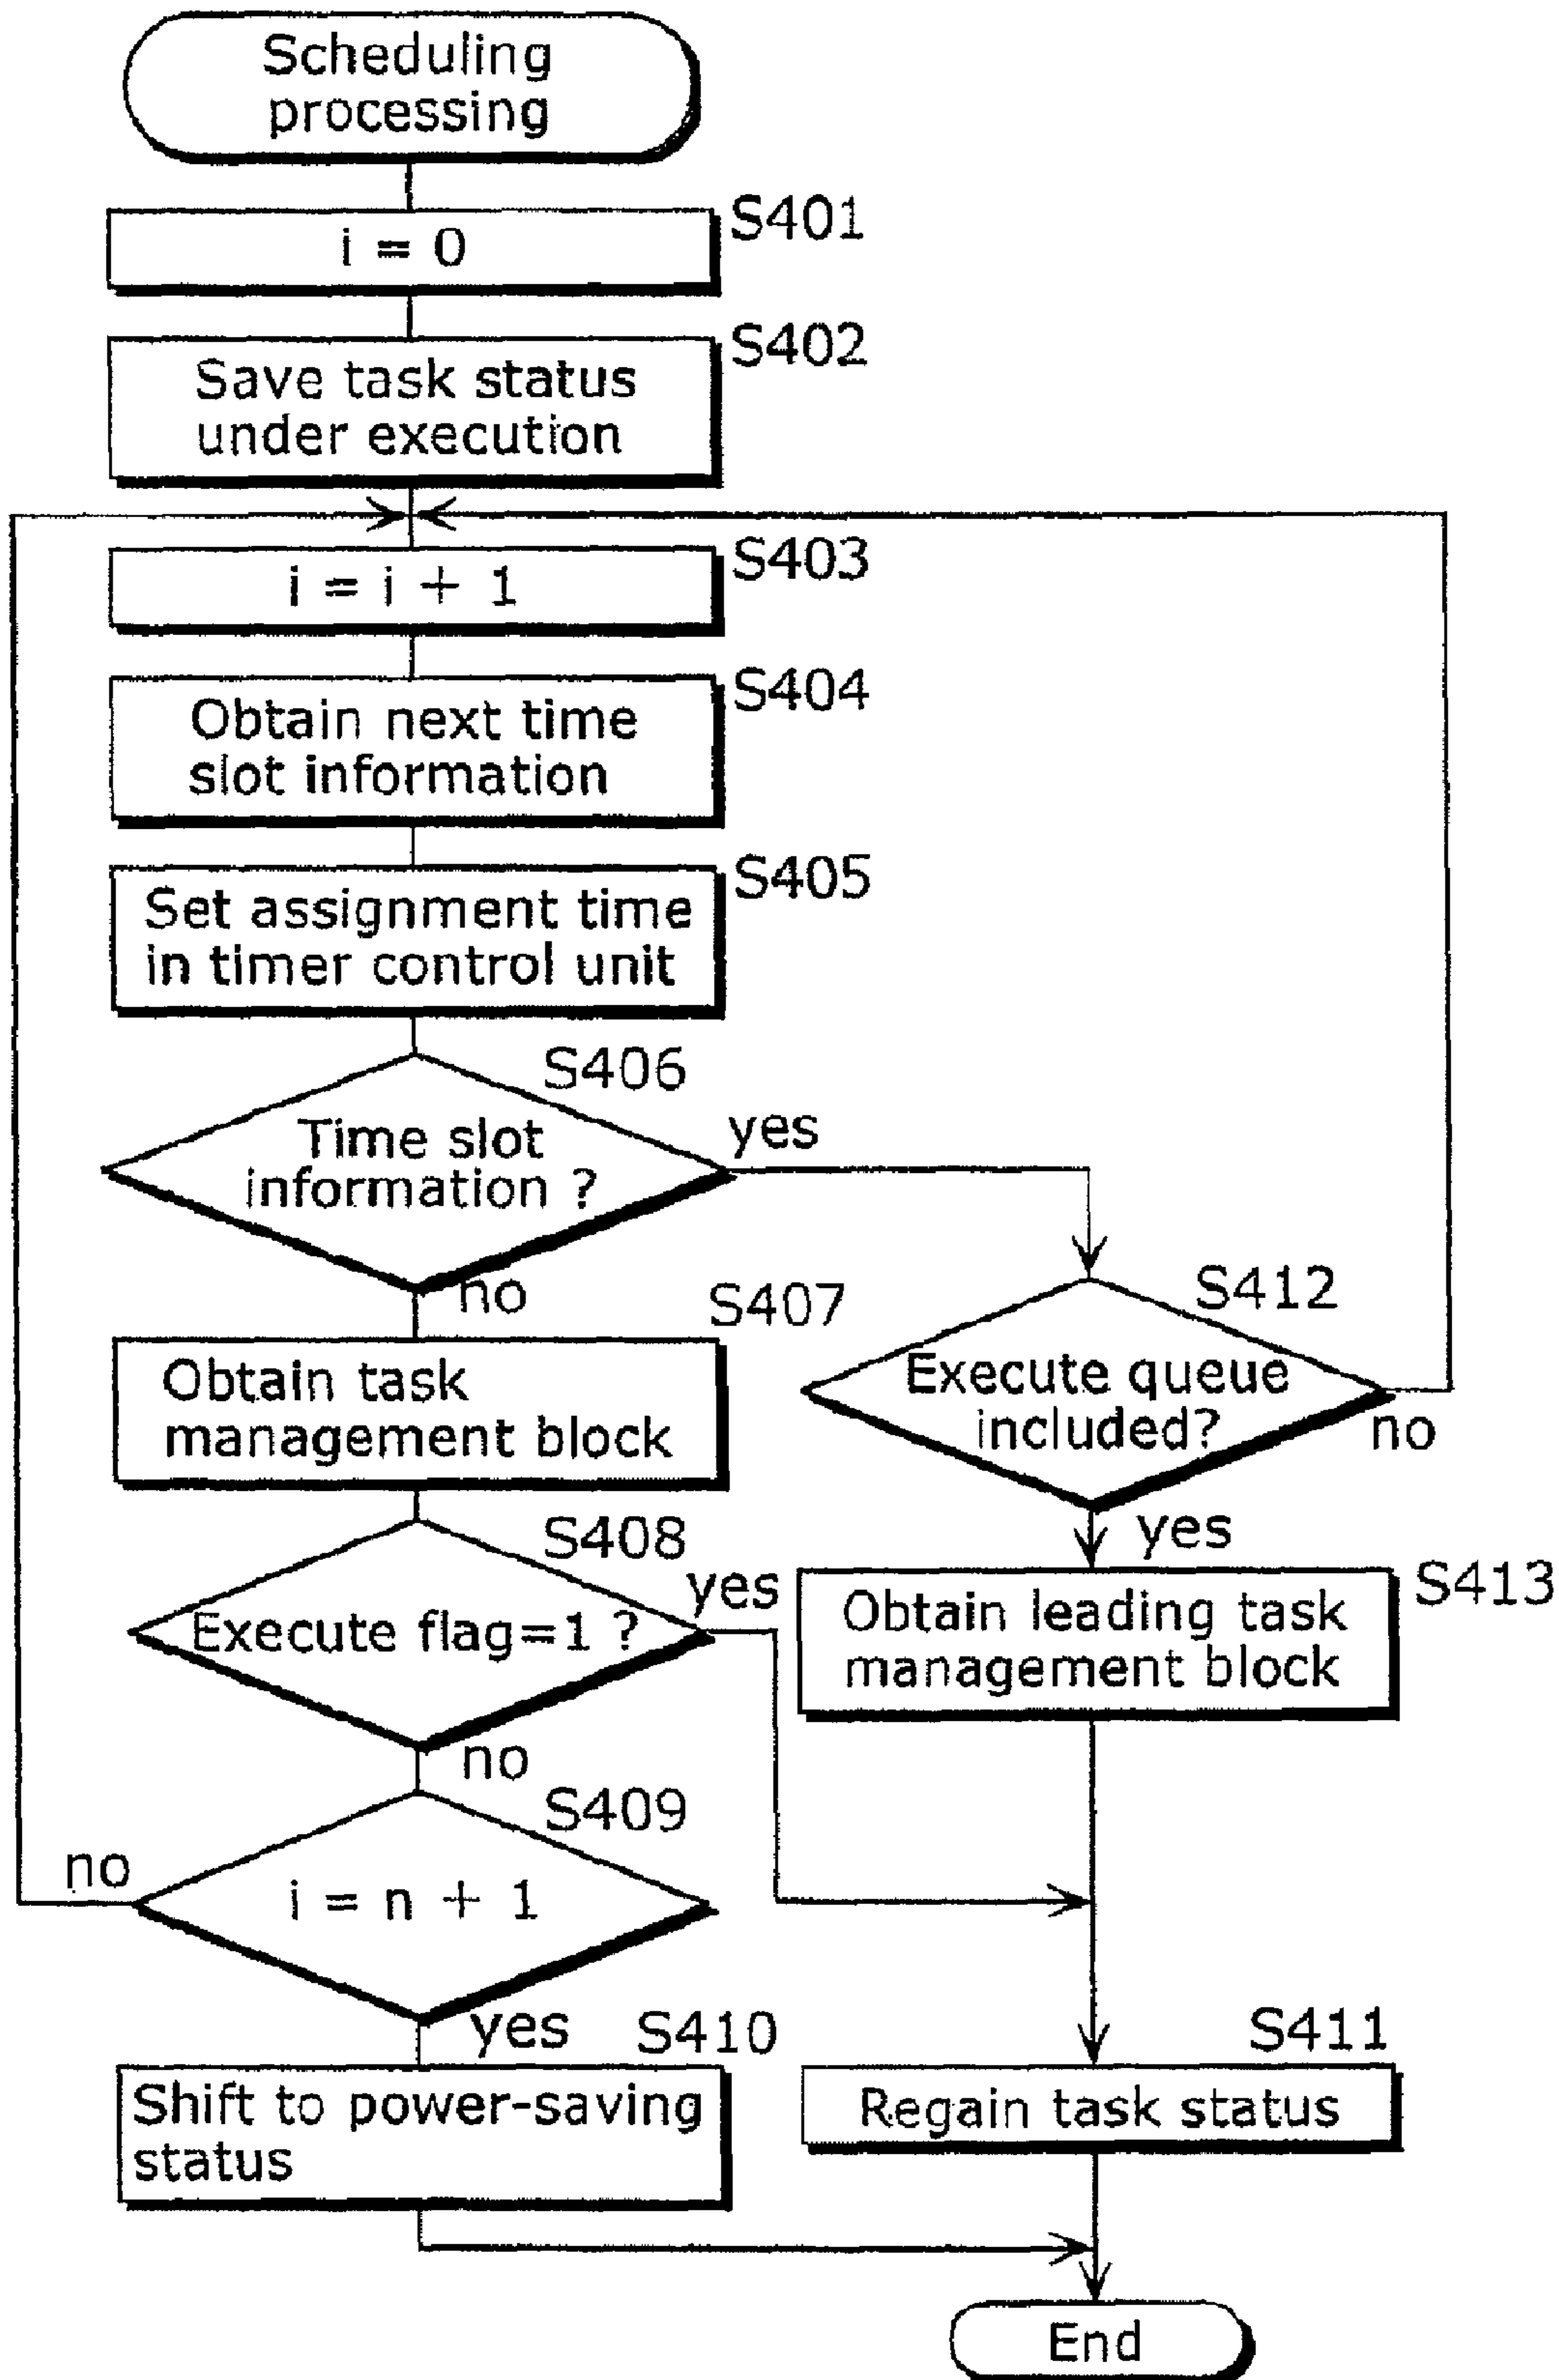 Scheduling
processing
S401
i = 0
S402
Save task status
under execution
S403
i = i + 1
S404
Obtain next time
slot information
S405
Set assignment time
in timer control unit
S406
Time slot
information ?
yes
no
S407
Obtain task
management block
S412
Execute queue
included?
no
yes
S408
Execute flag=1 ?
yes
no
S413
Obtain leading task
management block
S409
i = n + 1
no
yes
S410
Shift to power-saving
status
S411
Regain task status
End